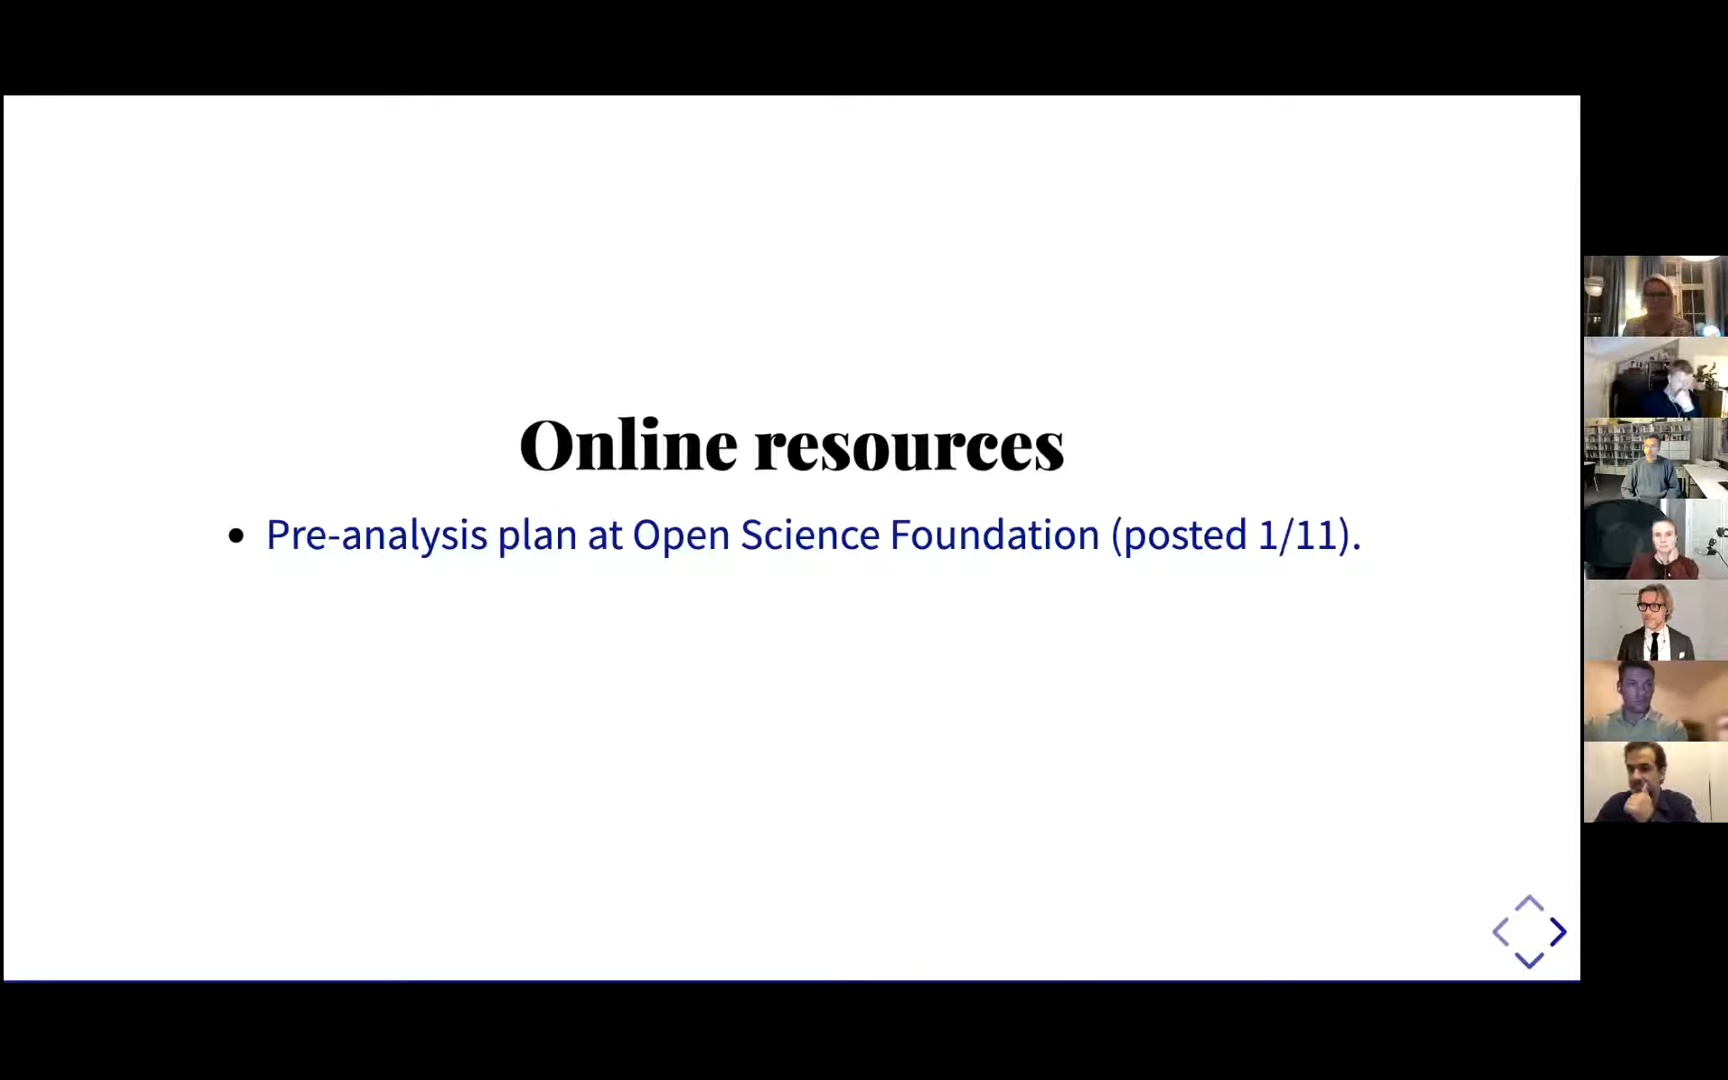 Online resources
Pre-analysis plan at Open Science Foundation (posted 1/11).